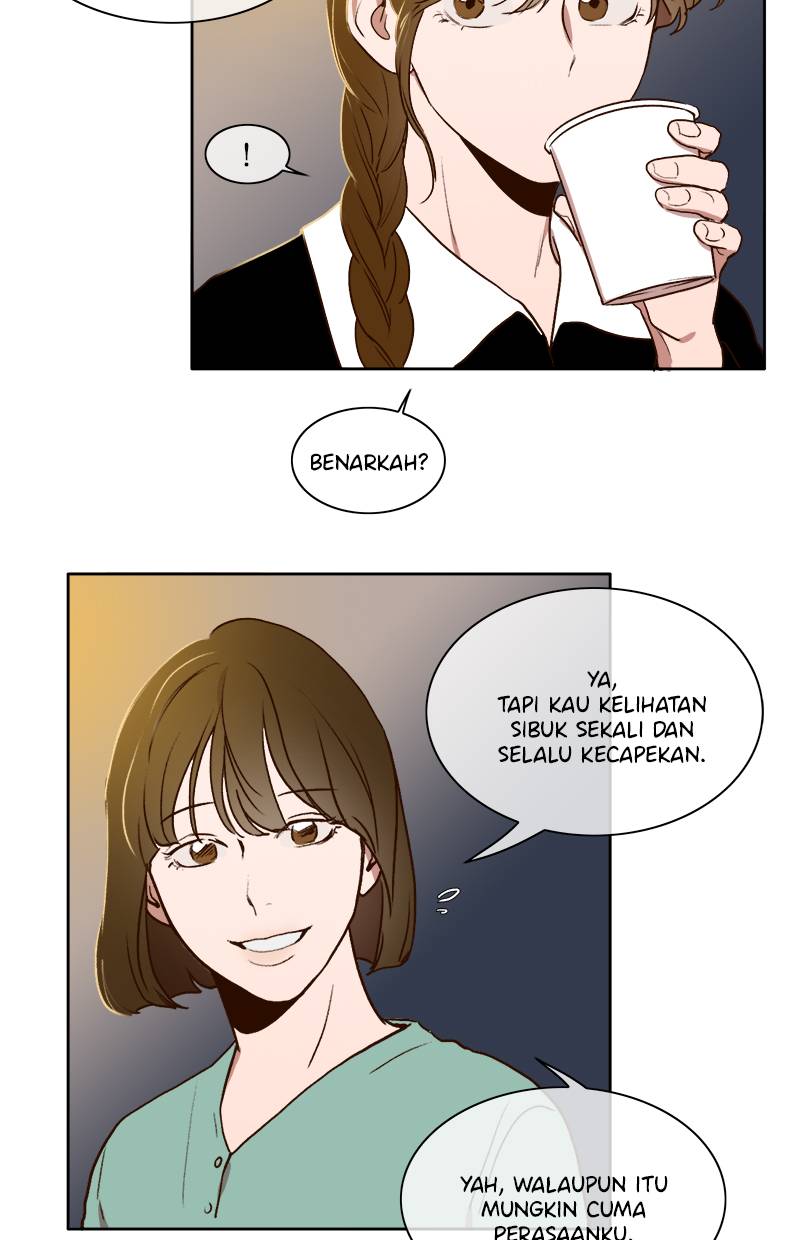 !
BENARKAH?
YA,
TAPI KAU KELIHATAN
SIBUK SEKALI DAN
SELALU KECAPEKAN.
YAH, WALAUPUN ITU
MUNGKIN CUMA
PERASAANKU.